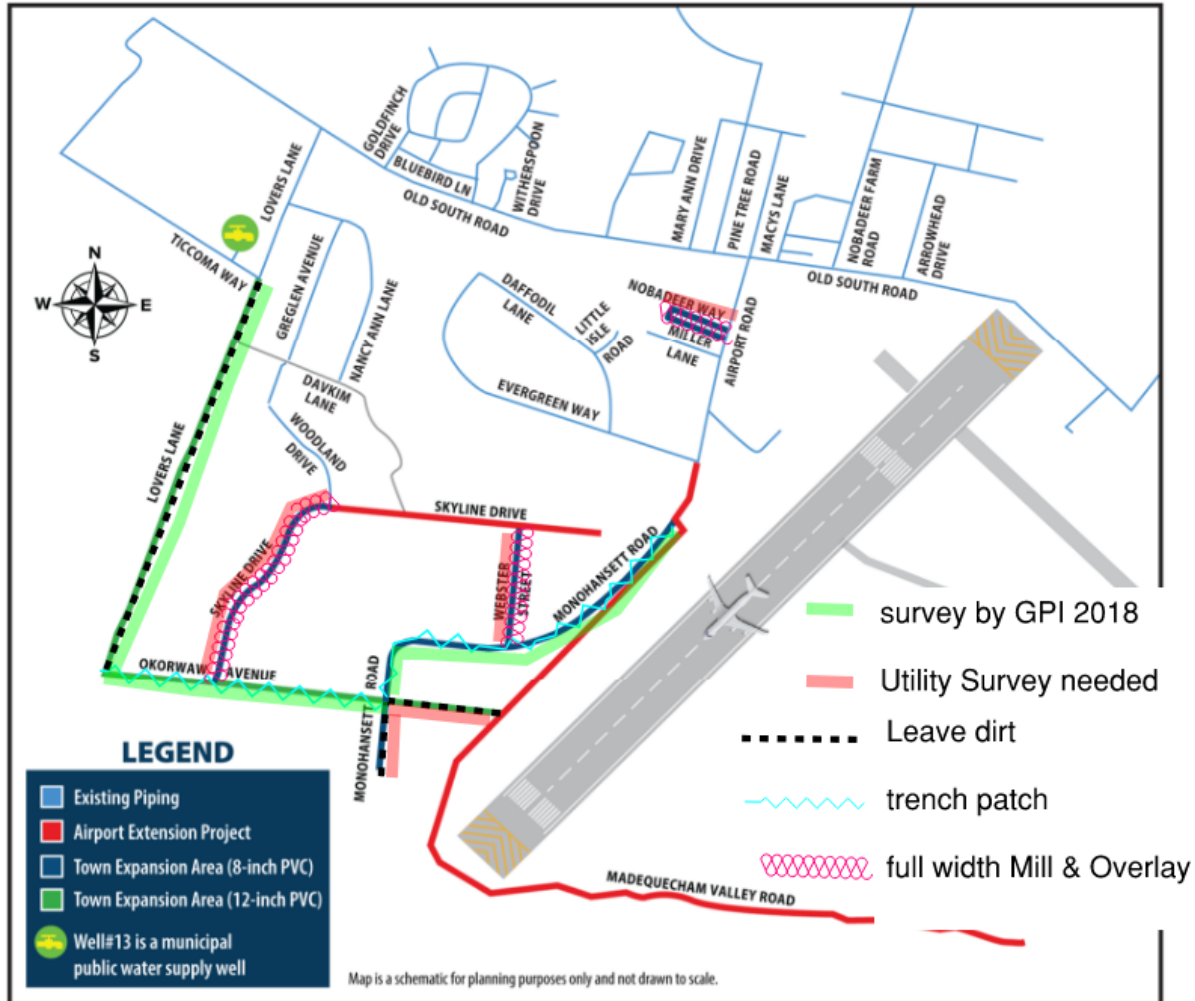 GOLDFINCH
DRIVE
BLUEBIRD LN
WITHERSPOON
DRIVE
LOVERS LANE
OLD SOUTH ROAD
MARY ANN DRIVE
PINE TREE ROAD
MACYS LANE
NOBADEER FARM
ROAD
ARROWHEAD
DRIVE
OLD SOUTH ROAD
TICCOMA WAY
N
W
E
S
GREGLEN AVENUE
NANCY ANN LANE
DAFFODIL
LANE
LITTLE
ISLE
ROAD
NOBADEER WAY
MILLER
LANE
AIRPORT ROAD
DAVKIM
LANE
EVERGREEN WAY
WOODLAND
DRIVE
LOVERS LANE
SKYLINE DRIVE
SKYLINE DRIVE
WEBSTER
STREET
MONOHANSETT ROAD
OKORWAW AVENUE
MONOHANSETT ROAD
survey by GPI 2018
Utility Survey needed
Leave dirt
trench patch
full width Mill & Overlay
LEGEND
Existing Piping
Airport Extension Project
Town Expansion Area (8-inch PVC)
Town Expansion Area (12-inch PVC)
Well#13 is a municipal
public water supply well
MADEQUECHAM VALLEY ROAD
Map is a schematic for planning purposes only and not drawn to scale.